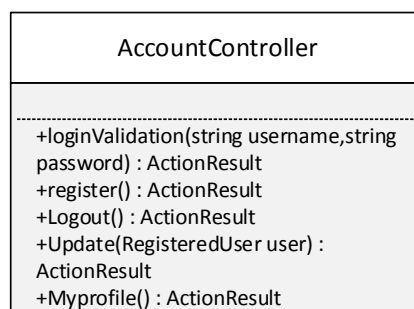 AccountController
+loginValidation(string username,string
password) : ActionResult
+register() : ActionResult
+Logout() : ActionResult
+Update(RegisteredUser user) :
ActionResult
+Myprofile() : ActionResult